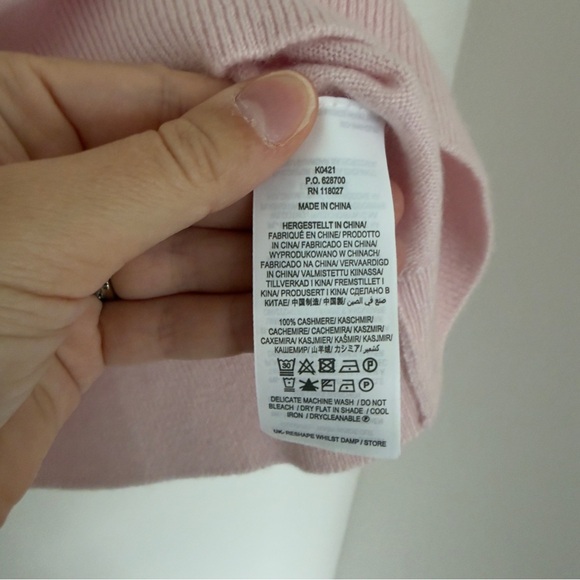 K0421
P.O. 628700
RN 118027
MADE IN CHINA
HERGESTELLT IN CHINA/
FABRIQUÉ EN CHINE/ PRODOTTO
IN CINA/ FABRICADO EN CHINA/
WYPRODUKOWANO W CHINACH/
FABRICADO NA CHINA/ VERVAARDIGD
IN CHINA/ VALMISTETTU KIINASSA/
TILLVERKAD I KINA/ FREMSTILLET I
KINA/ PRODUSERT I KINA/ СДЕЛАНО В
КИТАЕ/ 中国制造/ 中国製/ صنع في الصين
100% CASHMERE/ KASCHMIR/
CACHEMIRE/ CACHEMIRA/ KASZMIR/
CAXEMIRA/ KASJMIER/ KAŠMIR/ KASJMIR/
КАШЕМИР/ 山羊绒/ カシミア/ كشمير
30 P
P
DELICATE MACHINE WASH / DO NOT
BLEACH / DRY FLAT IN SHADE / COOL
IRON / DRYCLEANABLE P
UK- RESHAPE WHILST DAMP / STORE